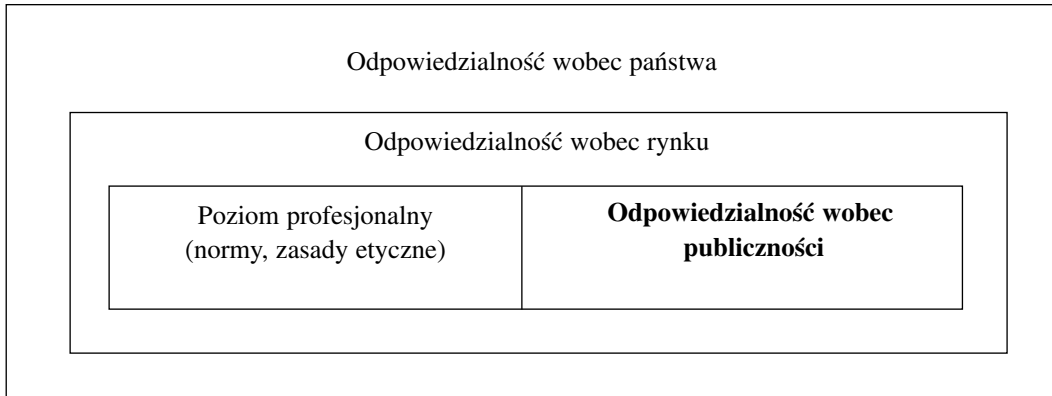 Odpowiedzialność wobec państwa
Odpowiedzialność wobec rynku
Poziom profesjonalny
(normy, zasady etyczne)
Odpowiedzialność wobec
publiczności